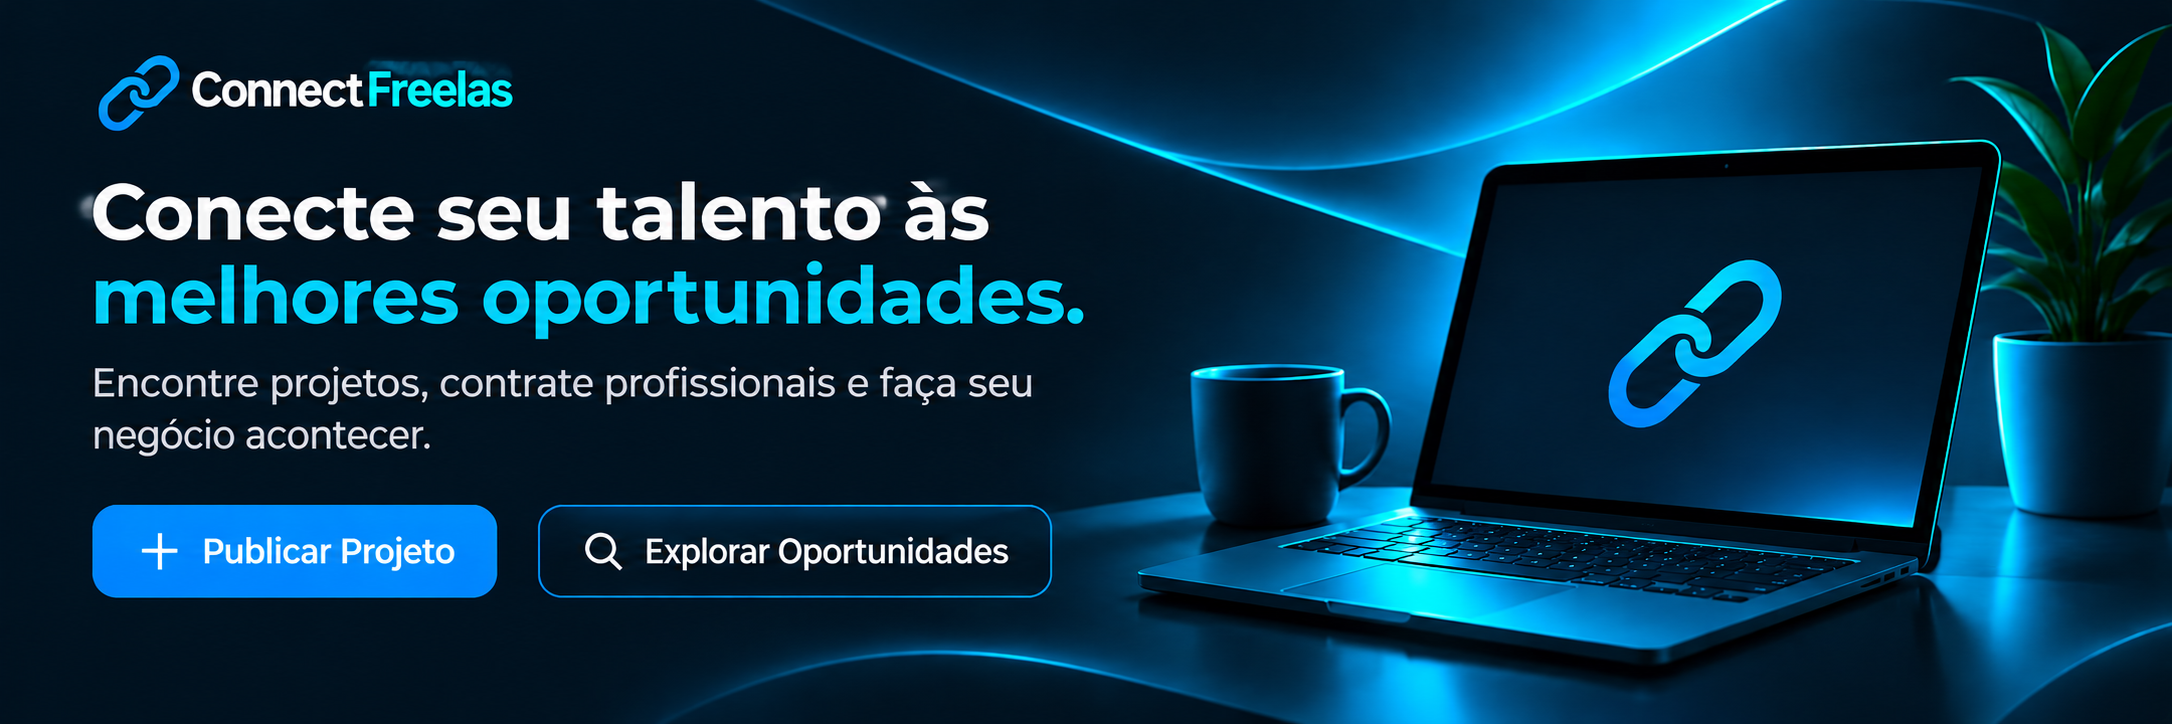 ConnectFreelas
Conecte seu talento às
melhores oportunidades.
Encontre projetos, contrate profissionais e faça seu
negócio acontecer.
Publicar Projeto
Explorar Oportunidades